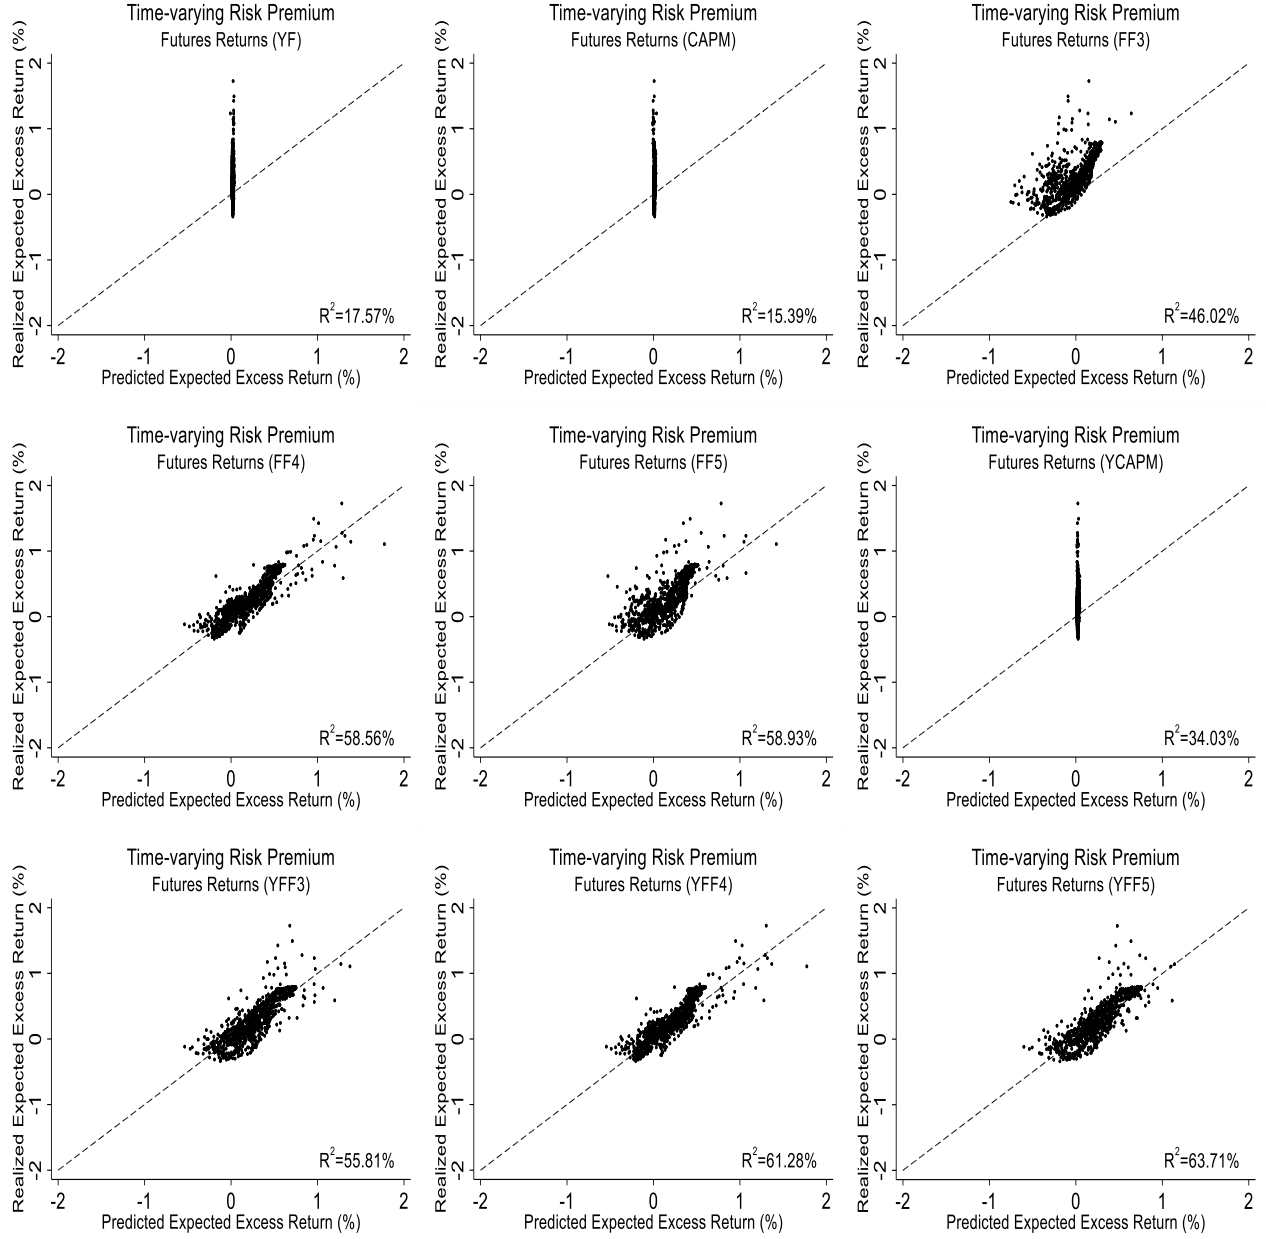 Time-varying Risk Premium
Futures Returns (YF)
Realized Expected Excess Return (%)
2
1
0
-1
-2
R²=17.57%
-2 -1 0 1 2
Predicted Expected Excess Return (%)
Time-varying Risk Premium
Futures Returns (CAPM)
Realized Expected Excess Return (%)
2
1
0
-1
-2
R²=15.39%
-2 -1 0 1 2
Predicted Expected Excess Return (%)
Time-varying Risk Premium
Futures Returns (FF3)
Realized Expected Excess Return (%)
2
1
0
-1
-2
R²=46.02%
-2 -1 0 1 2
Predicted Expected Excess Return (%)
Time-varying Risk Premium
Futures Returns (FF4)
Realized Expected Excess Return (%)
2
1
0
-1
-2
R²=58.56%
-2 -1 0 1 2
Predicted Expected Excess Return (%)
Time-varying Risk Premium
Futures Returns (FF5)
Realized Expected Excess Return (%)
2
1
0
-1
-2
R²=58.93%
-2 -1 0 1 2
Predicted Expected Excess Return (%)
Time-varying Risk Premium
Futures Returns (YCAPM)
Realized Expected Excess Return (%)
2
1
0
-1
-2
R²=34.03%
-2 -1 0 1 2
Predicted Expected Excess Return (%)
Time-varying Risk Premium
Futures Returns (YFF3)
Realized Expected Excess Return (%)
2
1
0
-1
-2
R²=55.81%
-2 -1 0 1 2
Predicted Expected Excess Return (%)
Time-varying Risk Premium
Futures Returns (YFF4)
Realized Expected Excess Return (%)
2
1
0
-1
-2
R²=61.28%
-2 -1 0 1 2
Predicted Expected Excess Return (%)
Time-varying Risk Premium
Futures Returns (YFF5)
Realized Expected Excess Return (%)
2
1
0
-1
-2
R²=63.71%
-2 -1 0 1 2
Predicted Expected Excess Return (%)